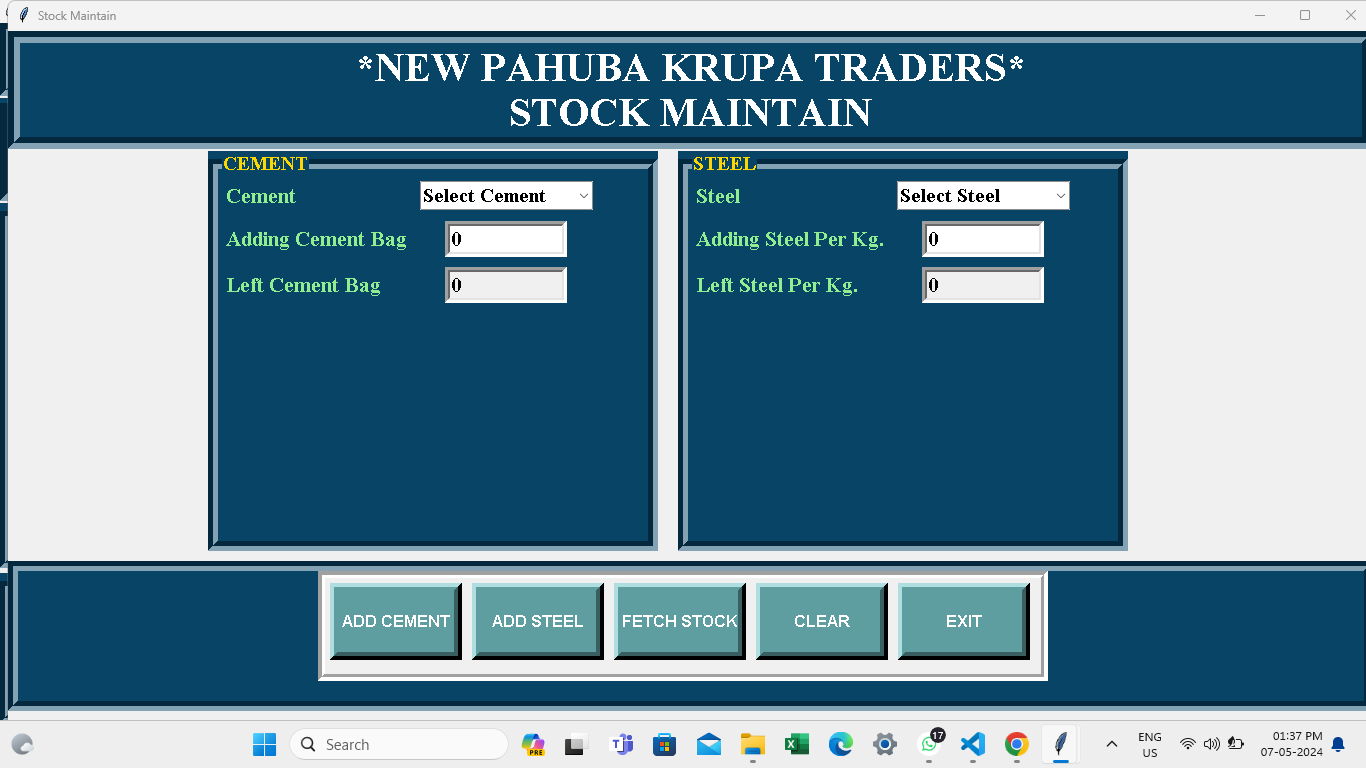 Stock Maintain
*NEW PAHUBA KRUPA TRADERS*
STOCK MAINTAIN
CEMENT
Cement
Select Cement
Adding Cement Bag
0
Left Cement Bag
0
STEEL
Steel
Select Steel
Adding Steel Per Kg.
0
Left Steel Per Kg.
0
ADD CEMENT
ADD STEEL
FETCH STOCK
CLEAR
EXIT
Search
PRE
17
ENG
US
01:37 PM
07-05-2024